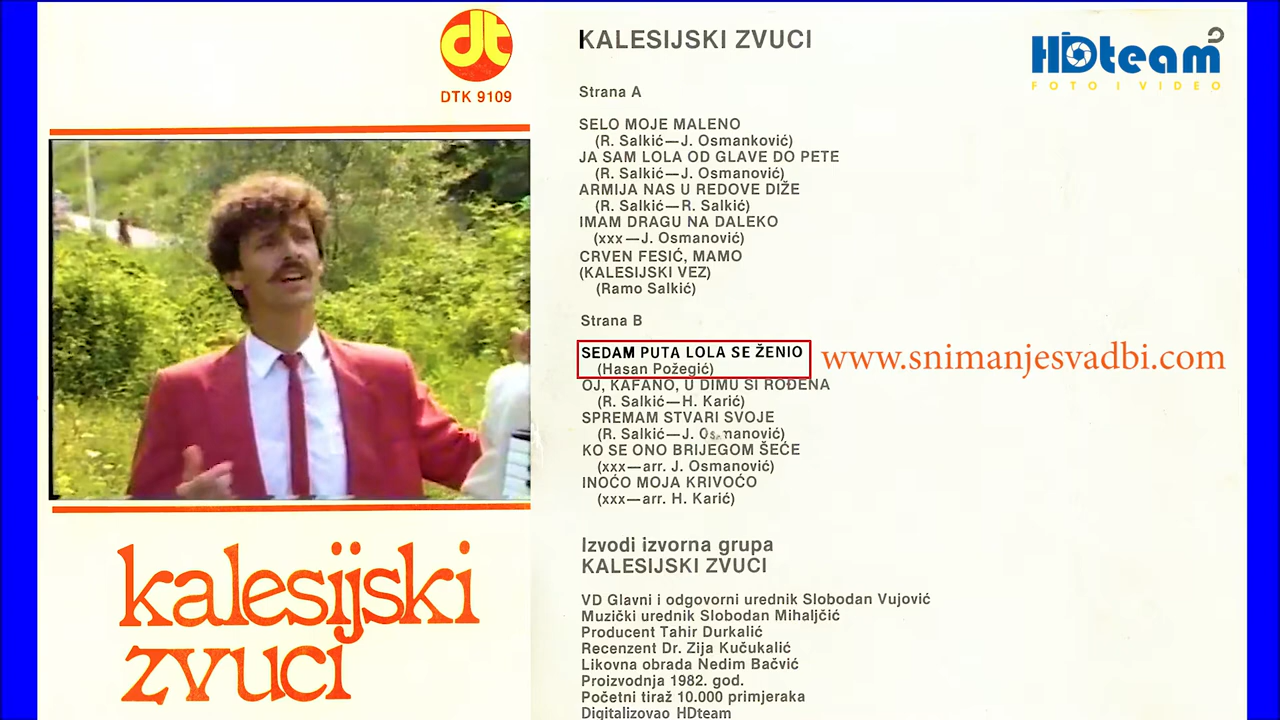 dt
DTK 9109
kalesijski
zvuci
KALESIJSKI ZVUCI
HDteam
FOTO I VIDEO
Strana A
SELO MOJE MALENO
(R. Salkić—J. Osmanković)
JA SAM LOLA OD GLAVE DO PETE
(R. Salkić—J. Osmanović)
ARMIJA NAS U REDOVE DIŽE
(R. Salkić—R. Salkić)
IMAM DRAGU NA DALEKO
(xxx—J. Osmanović)
CRVEN FESIĆ, MAMO
(KALESIJSKI VEZ)
(Ramo Salkić)
Strana B
SEDAM PUTA LOLA SE ŽENIO
(Hasan Požegić)
www.snimanjesvadbi.com
OJ, KAFANO, U DIMU SI ROĐENA
(R. Salkić—H. Karić)
SPREMAM STVARI SVOJE
(R. Salkić—J. Osmanović)
KO SE ONO BRIJEGOM ŠEĆE
(xxx—arr. J. Osmanović)
INOĆO MOJA KRIVOĆO
(xxx—arr. H. Karić)
Izvodi izvorna grupa
KALESIJSKI ZVUCI
VD Glavni i odgovorni urednik Slobodan Vujović
Muzički urednik Slobodan Mihaljčić
Producent Tahir Durkalić
Recenzent Dr. Zija Kučukalić
Likovna obrada Nedim Bačvić
Proizvodnja 1982. god.
Početni tiraž 10.000 primjeraka
Digitalizovao HDteam